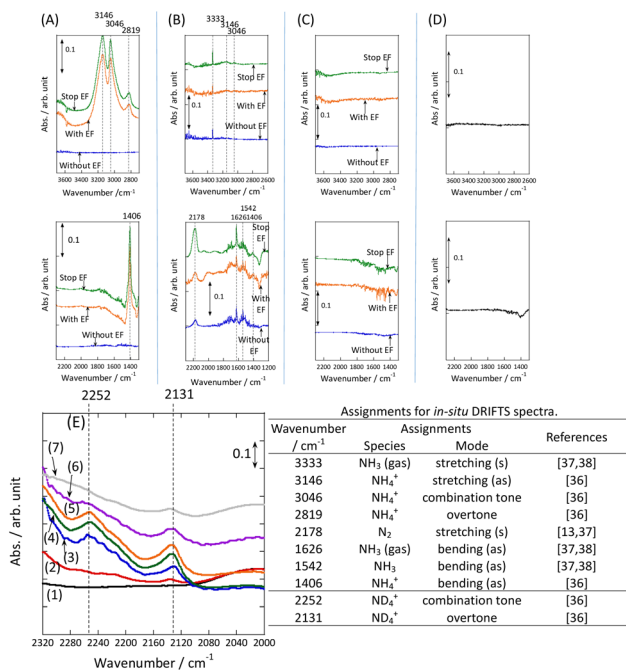 (A)
3146
3046
2819
0.1
Stop EF
With EF
Without EF
Abs / arb. unit
3600 3200 2800
Wavenumber /cm-1
(B)
3333
3146
3046
Stop EF
With EF
0.1
Without EF
Abs / arb. unit
3600 3400 3200 3000 2800 2600
Wavenumber / cm-1
(C)
Stop EF
With EF
0.1
Without EF
Abs / arb. unit
3600 3200 2800
Wavenumber /cm-1
(D)
0.1
Abs / arb. unit
3600 3400 3200 3000 2800 2600
Wavenumber / cm-1
1406
0.1
Stop EF
With EF
Without EF
Abs / arb. unit
2200 2000 1800 1600 1400
Wavenumber / cm-1
1542
2178 1626 1526 1406
Stop EF
With EF
0.1
Without EF
Abs / arb. unit
2200 2000 1800 1600 1400 1200
Wavenumber / cm-1
Stop EF
With EF
0.1
Without EF
Abs / arb. unit
2200 2000 1800 1600 1400
Wavenumber / cm-1
0.1
Abs / arb. unit
2200 2000 1800 1600 1400
Wavenumber / cm-1
2252 2131
(E)
0.1
(7)
(6)
(5)
(4)
(3)
(2)
(1)
Abs. / arb. unit
2320 2280 2240 2200 2160 2120 2080 2040 2000
Wavenumber / cm-1
Assignments for in-situ DRIFTS spectra.
Wavenumber / cm-1 Assignments References
Species Mode
3333 NH3 (gas) stretching (s) [37,38]
3146 NH4+ stretching (as) [36]
3046 NH4+ combination tone [36]
2819 NH4+ overtone [36]
2178 N2 stretching (s) [13,37]
1626 NH3 (gas) bending (as) [37,38]
1542 NH3 bending (as) [37,38]
1406 NH4+ bending (as) [36]
2252 ND4+ combination tone [36]
2131 ND4+ overtone [36]